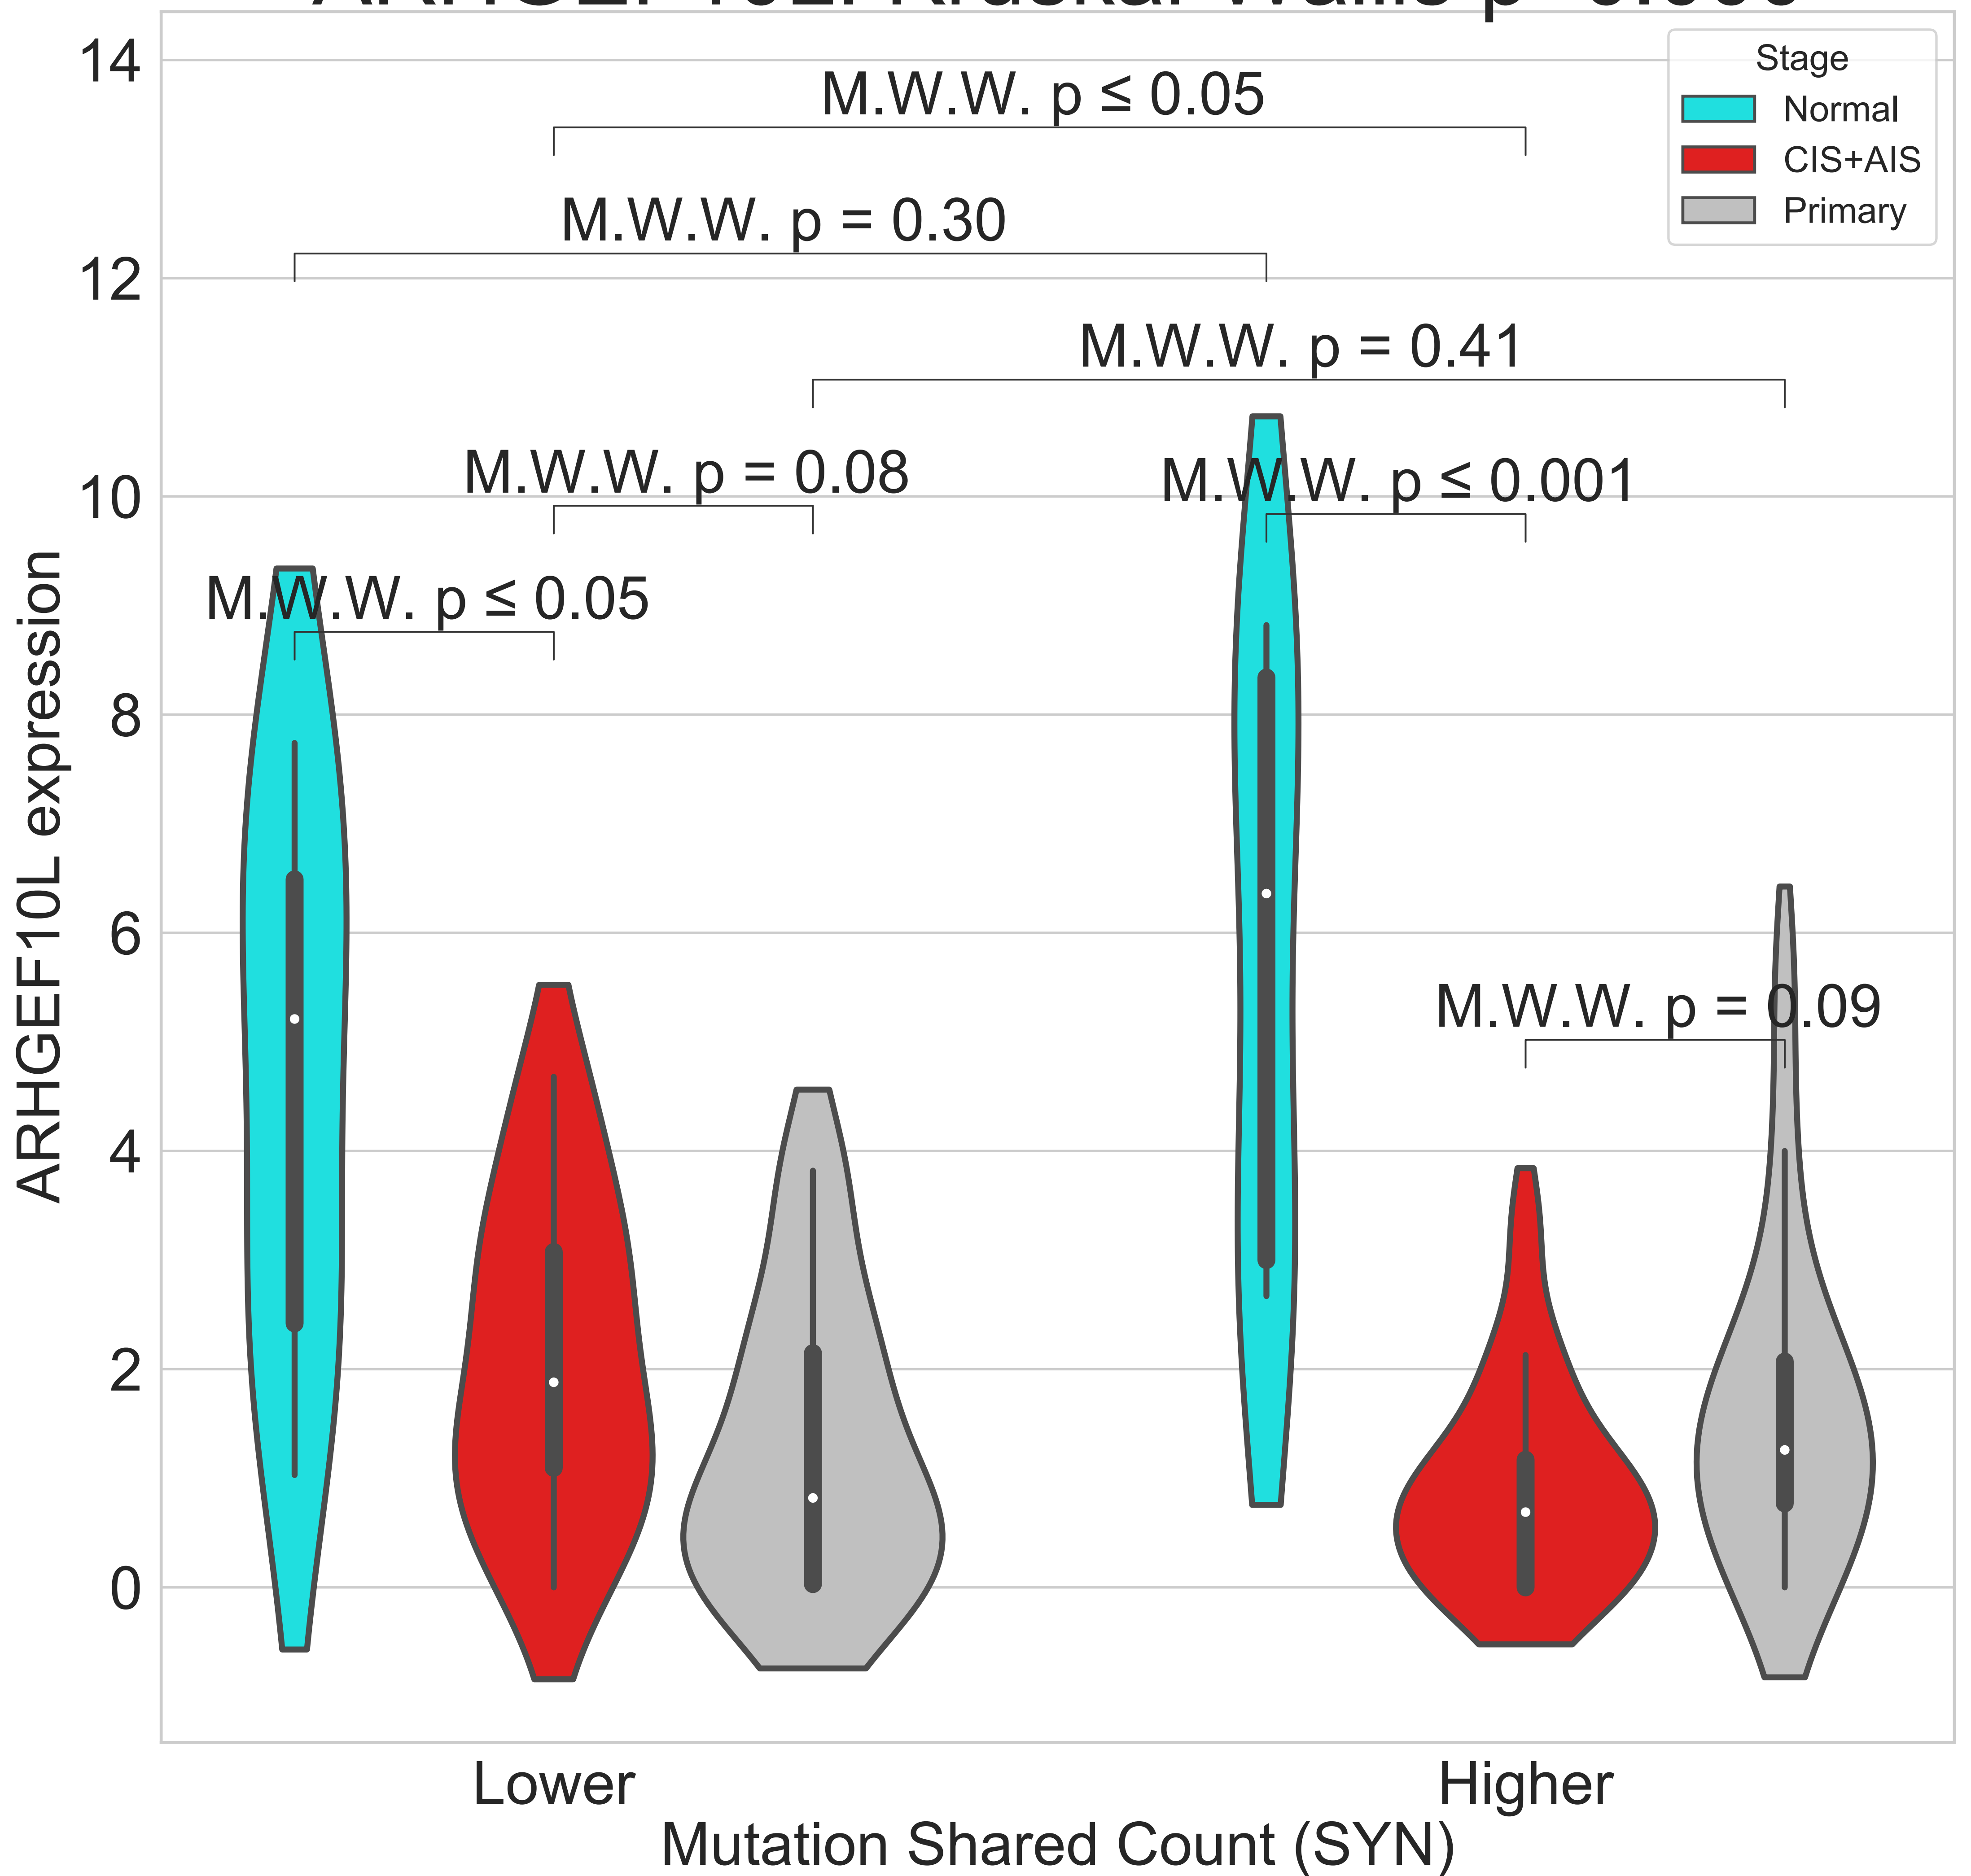 14
Stage
Normal
CIS+AIS
Primary
M.W.W. p ≤ 0.05
M.W.W. p = 0.30
12
M.W.W. p = 0.41
M.W.W. p = 0.08
M.W.W. p ≤ 0.001
10
M.W.W. p ≤ 0.05
8
6
M.W.W. p = 0.09
4
2
0
ARHGEF10L expression
Lower
Higher
Mutation Shared Count (SYN)